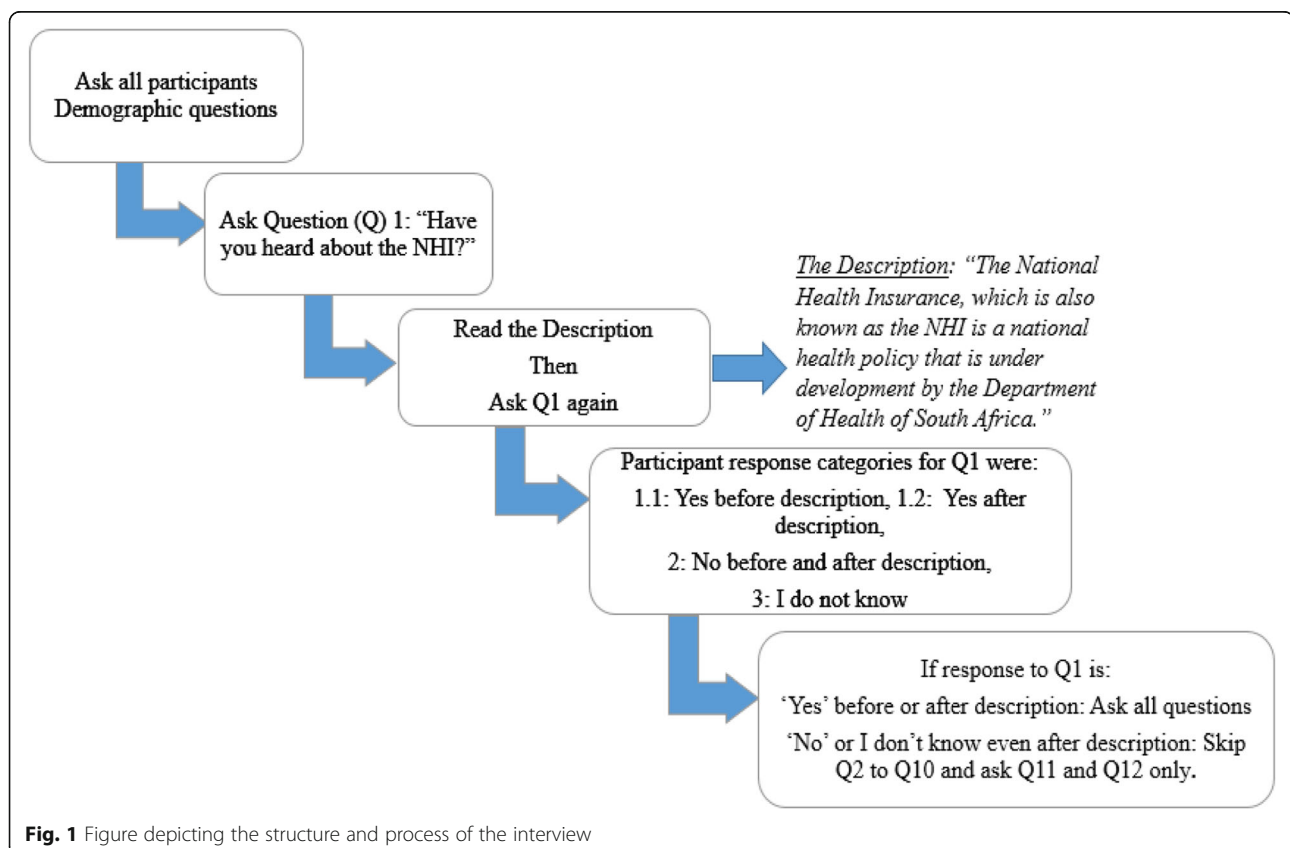 Ask all participants
Demographic questions
Ask Question (Q) 1: “Have
you heard about the NHI?”
Read the Description
Then
Ask Q1 again
The Description: “The National
Health Insurance, which is also
known as the NHI is a national
health policy that is under
development by the Department
of Health of South Africa.”
Participant response categories for Q1 were:
1.1: Yes before description, 1.2: Yes after
description,
2: No before and after description,
3: I do not know
If response to Q1 is:
‘Yes’ before or after description: Ask all questions
‘No’ or I don’t know even after description: Skip
Q2 to Q10 and ask Q11 and Q12 only.
Fig. 1 Figure depicting the structure and process of the interview